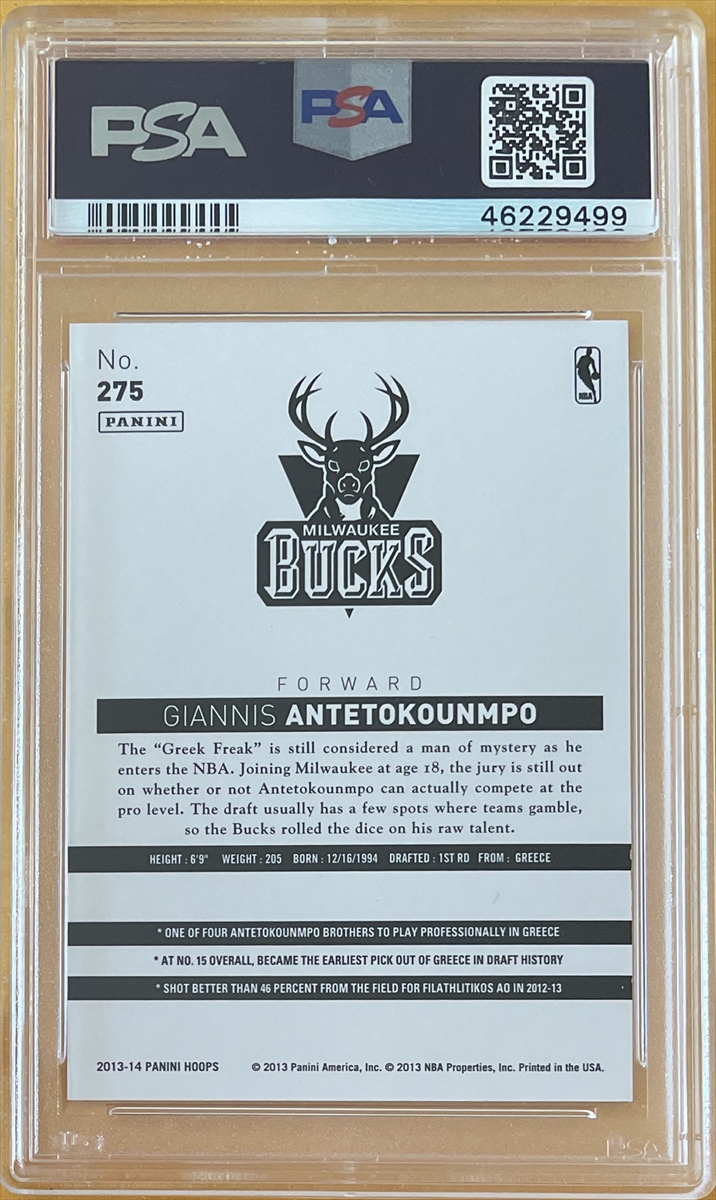 PSA
PSA
46229499
No.
275
PANINI
NBA
MILWAUKEE
BUCKS
FORWARD
GIANNIS ANTETOKOUNMPO
The “Greek Freak” is still considered a man of mystery as he
enters the NBA. Joining Milwaukee at age 18, the jury is still out
on whether or not Antetokounmpo can actually compete at the
pro level. The draft usually has a few spots where teams gamble,
so the Bucks rolled the dice on his raw talent.
HEIGHT : 6'9" WEIGHT : 205 BORN : 12/16/1994 DRAFTED : 1ST RD FROM : GREECE
* ONE OF FOUR ANTETOKOUNMPO BROTHERS TO PLAY PROFESSIONALLY IN GREECE
* AT NO. 15 OVERALL, BECAME THE EARLIEST PICK OUT OF GREECE IN DRAFT HISTORY
* SHOT BETTER THAN 46 PERCENT FROM THE FIELD FOR FILATHLITIKOS AO IN 2012-13
2013-14 PANINI HOOPS © 2013 Panini America, Inc. © 2013 NBA Properties, Inc. Printed in the USA.
PSA